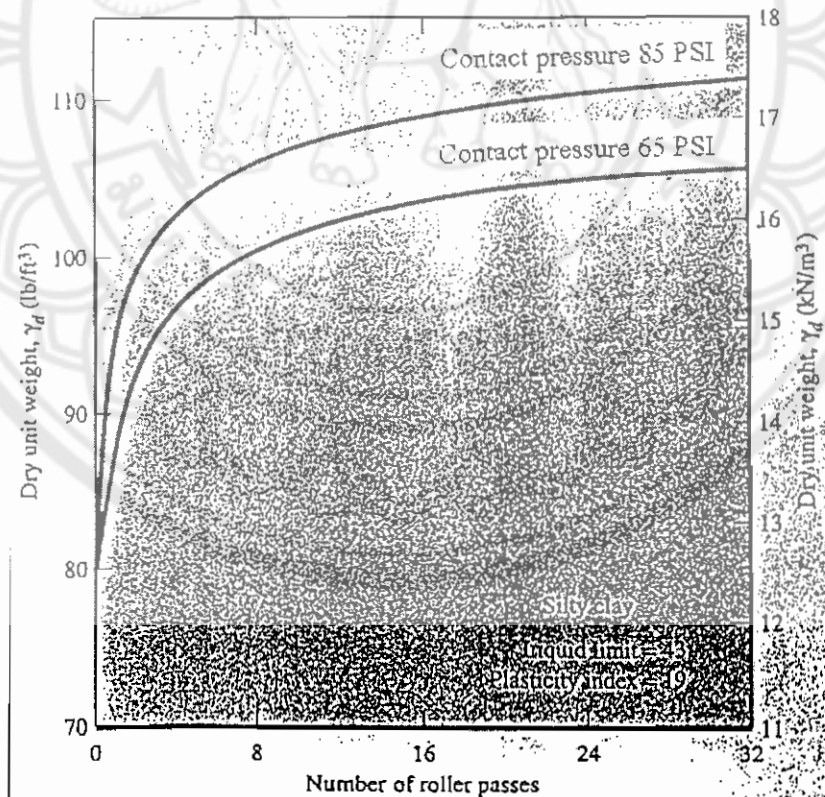 18
Contact pressure 85 PSI
110
17
Contact pressure 65 PSI
16
100
Dry unit weight, γd (lb/ft³)
15
Dry unit weight, γd (kN/m³)
90
14
13
80
Silty clay
12
Liquid limit = 43
Plasticity index = 19
70
11
0 8 16 24 32
Number of roller passes